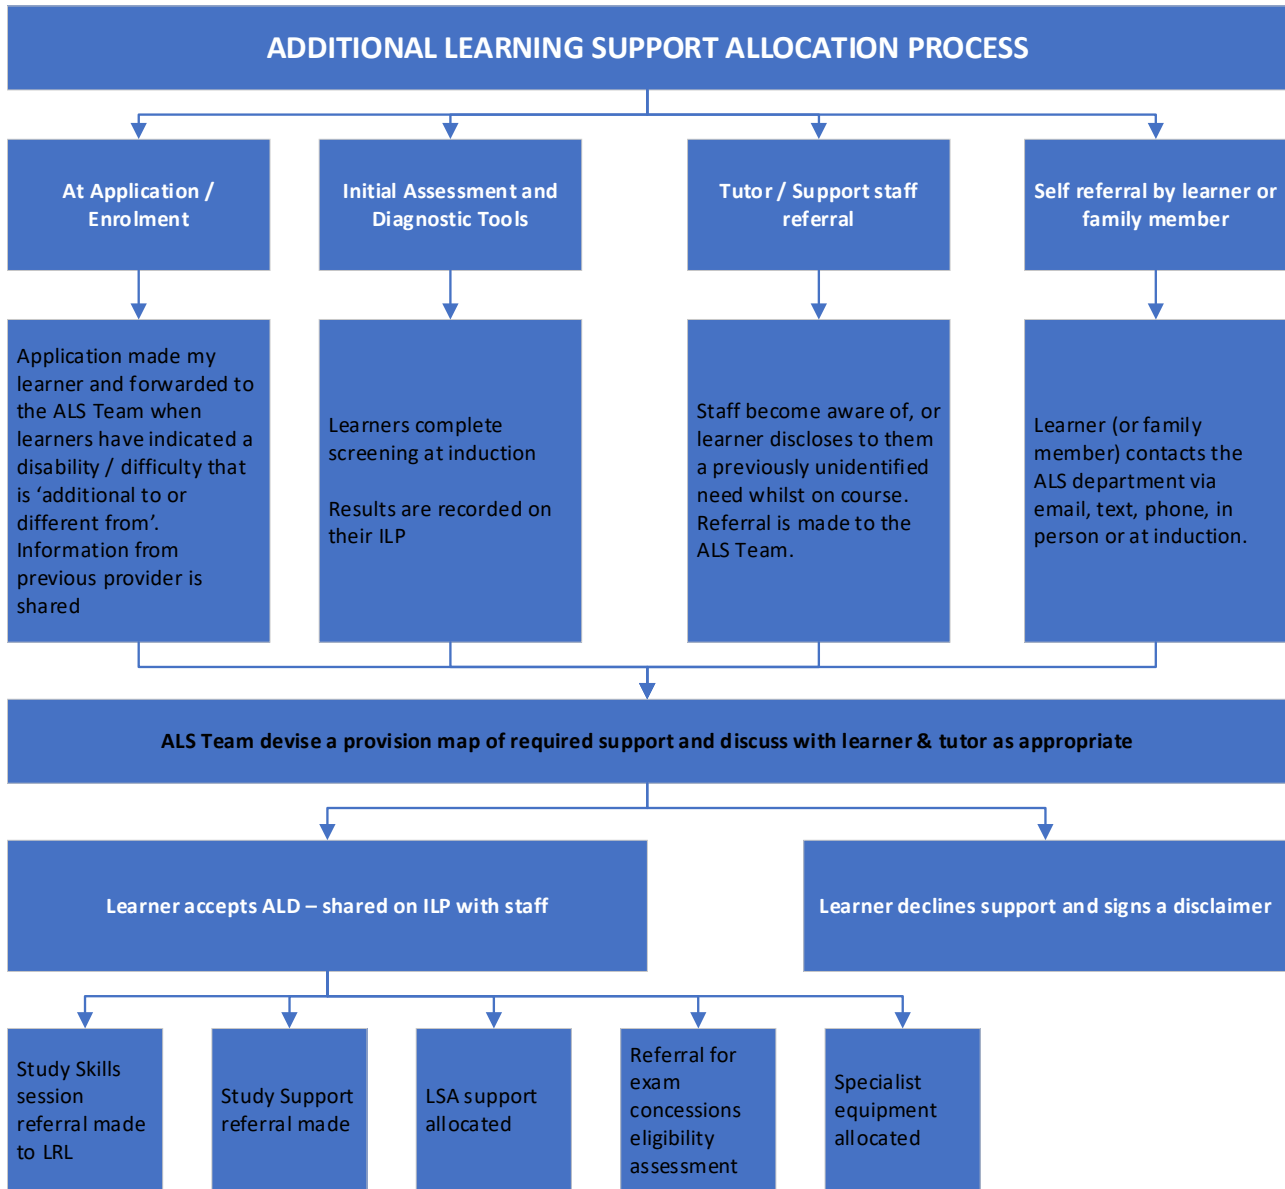 ADDITIONAL LEARNING SUPPORT ALLOCATION PROCESS
At Application /
Enrolment
Initial Assessment and
Diagnostic Tools
Tutor / Support staff
referral
Self referral by learner or
family member
Application made my
learner and forwarded to
the ALS Team when
learners have indicated a
disability / difficulty that
is ‘additional to or
different from’.
Information from
previous provider is
shared
Learners complete
screening at induction
Results are recorded on
their ILP
Staff become aware of, or
learner discloses to them
a previously unidentified
need whilst on course.
Referral is made to the
ALS Team.
Learner (or family
member) contacts the
ALS department via
email, text, phone, in
person or at induction.
ALS Team devise a provision map of required support and discuss with learner & tutor as appropriate
Learner accepts ALD – shared on ILP with staff
Learner declines support and signs a disclaimer
Study Skills
session
referral made
to LRL
Study Support
referral made
LSA support
allocated
Referral for
exam
concessions
eligibility
assessment
Specialist
equipment
allocated